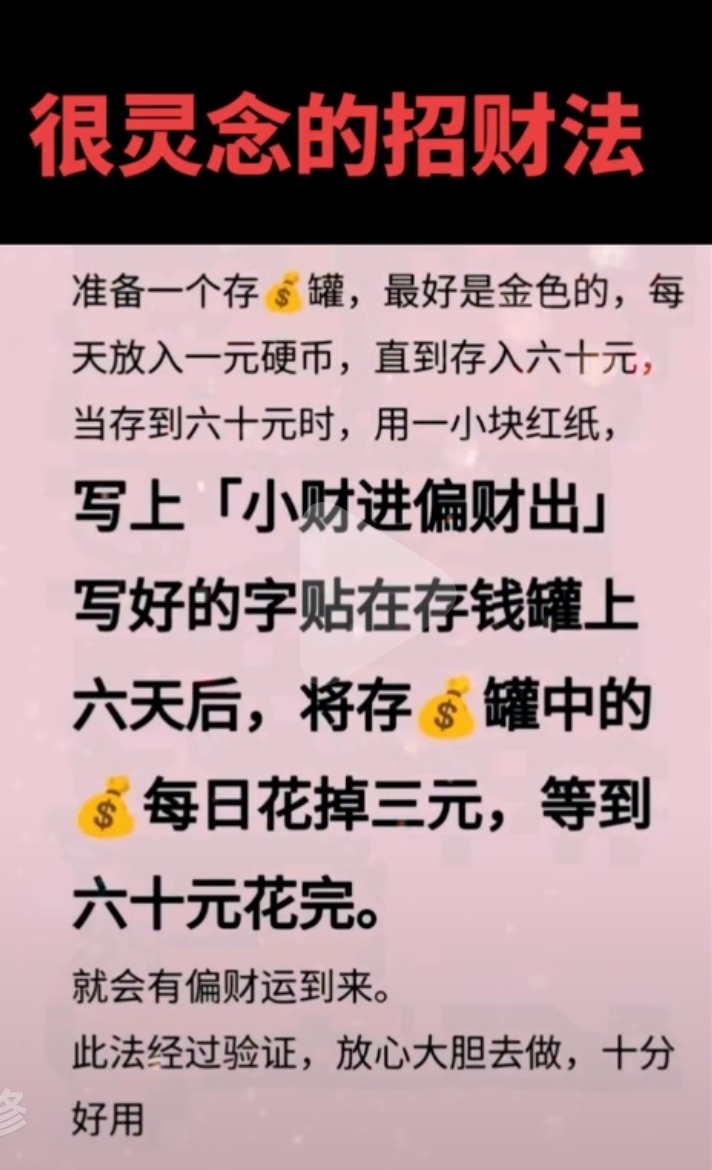 很灵念的招财法
准备一个存💰罐，最好是金色的，每
天放入一元硬币，直到存入六十元，
当存到六十元时，用一小块红纸，
写上「小财进偏财出」
写好的字贴在存钱罐上
六天后，将存💰罐中的
💰每日花掉三元，等到
六十元花完。
就会有偏财运到来。
此法经过验证，放心大胆去做，十分
好用
修